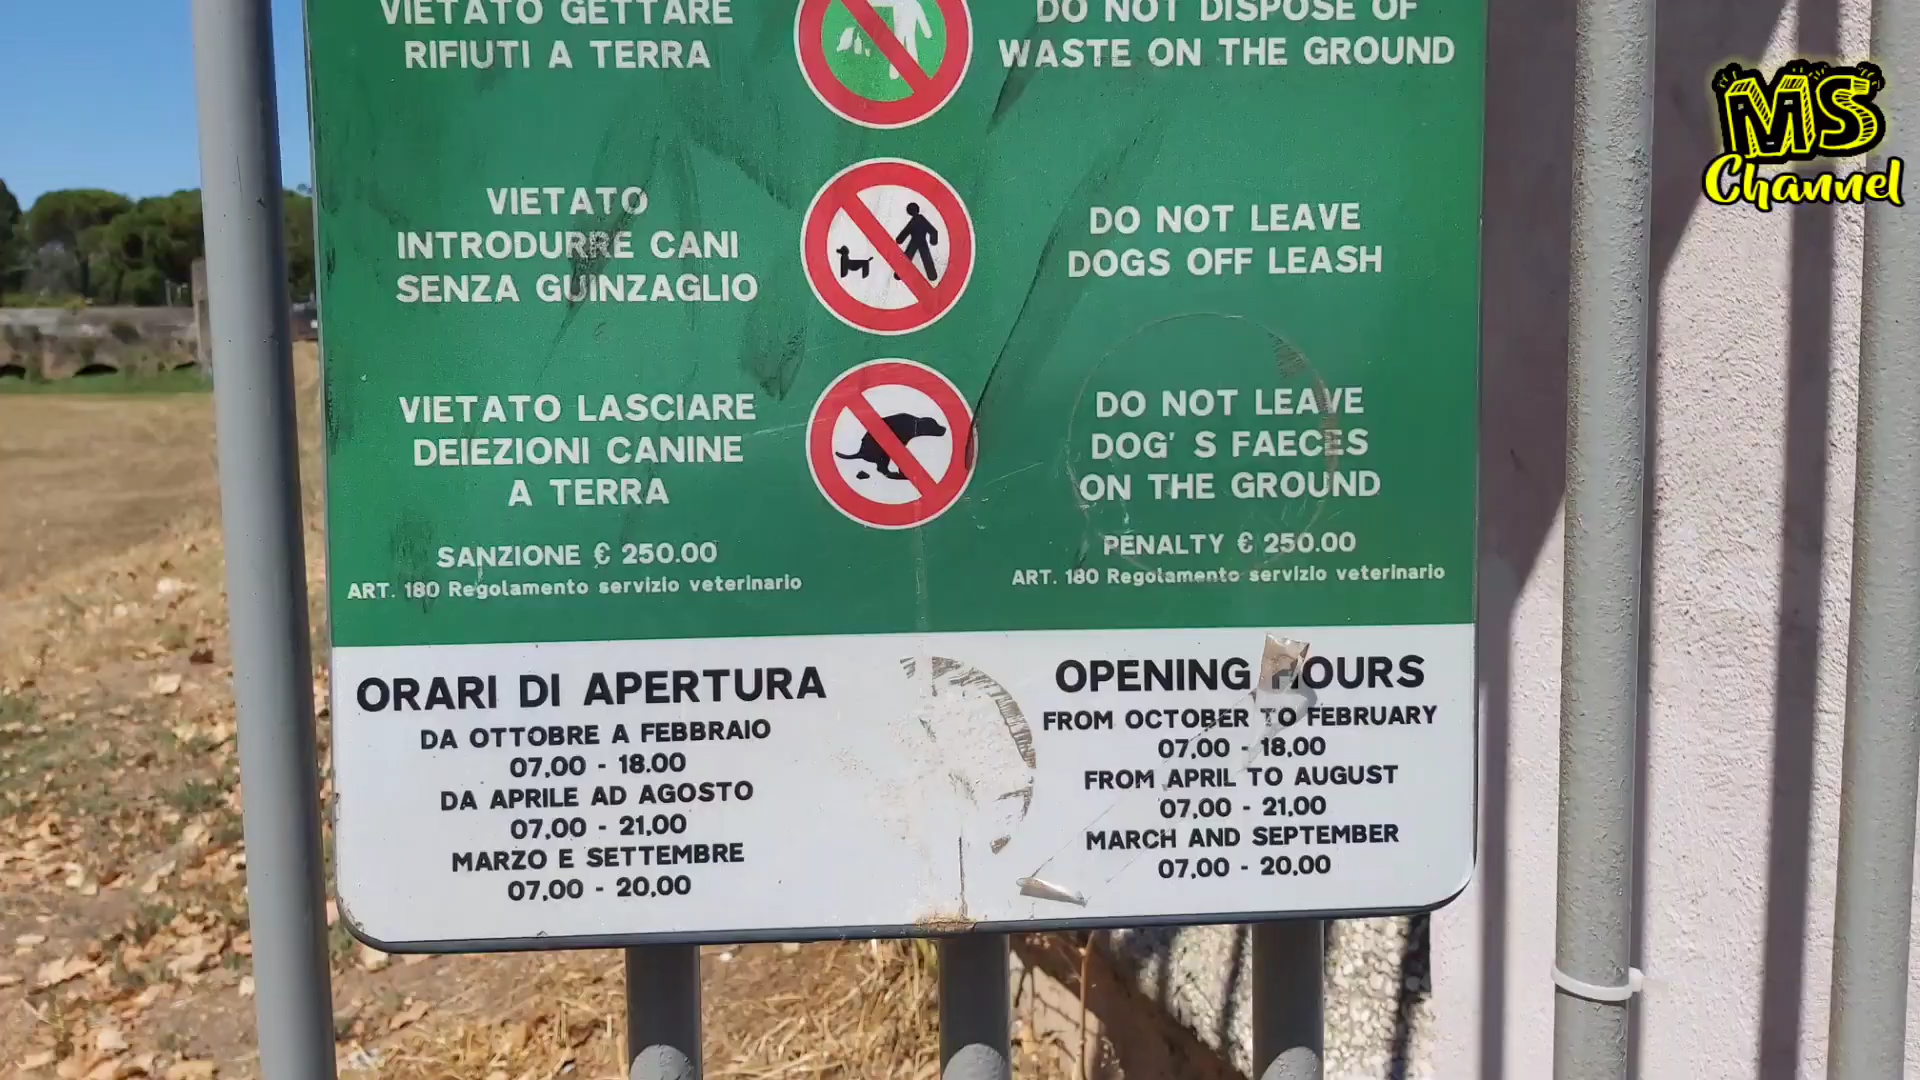 VIETATO GETTARE
RIFIUTI A TERRA
DO NOT DISPOSE OF
WASTE ON THE GROUND
VIETATO
INTRODURRE CANI
SENZA GUINZAGLIO
DO NOT LEAVE
DOGS OFF LEASH
VIETATO LASCIARE
DEIEZIONI CANINE
A TERRA
DO NOT LEAVE
DOG' S FAECES
ON THE GROUND
SANZIONE € 250.00
ART. 180 Regolamento servizio veterinario
PENALTY € 250.00
ART. 180 Regolamento servizio veterinario
ORARI DI APERTURA
DA OTTOBRE A FEBBRAIO
07,00 - 18.00
DA APRILE AD AGOSTO
07,00 - 21,00
MARZO E SETTEMBRE
07,00 - 20,00
OPENING HOURS
FROM OCTOBER TO FEBRUARY
07,00 - 18,00
FROM APRIL TO AUGUST
07,00 - 21,00
MARCH AND SEPTEMBER
07,00 - 20,00
MS
Channel